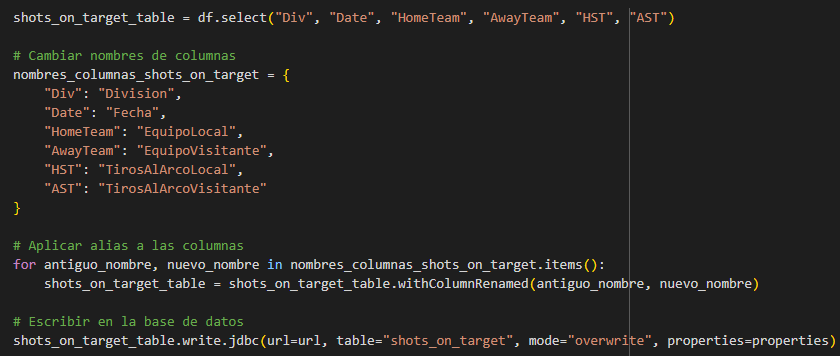 shots_on_target_table = df.select("Div", "Date", "HomeTeam", "AwayTeam", "HST", "AST")
# Cambiar nombres de columnas
nombres_columnas_shots_on_target = {
    "Div": "Division",
    "Date": "Fecha",
    "HomeTeam": "EquipoLocal",
    "AwayTeam": "EquipoVisitante",
    "HST": "TirosAlArcoLocal",
    "AST": "TirosAlArcoVisitante"
}
# Aplicar alias a las columnas
for antiguo_nombre, nuevo_nombre in nombres_columnas_shots_on_target.items():
    shots_on_target_table = shots_on_target_table.withColumnRenamed(antiguo_nombre, nuevo_nombre)
# Escribir en la base de datos
shots_on_target_table.write.jdbc(url=url, table="shots_on_target", mode="overwrite", properties=properties)